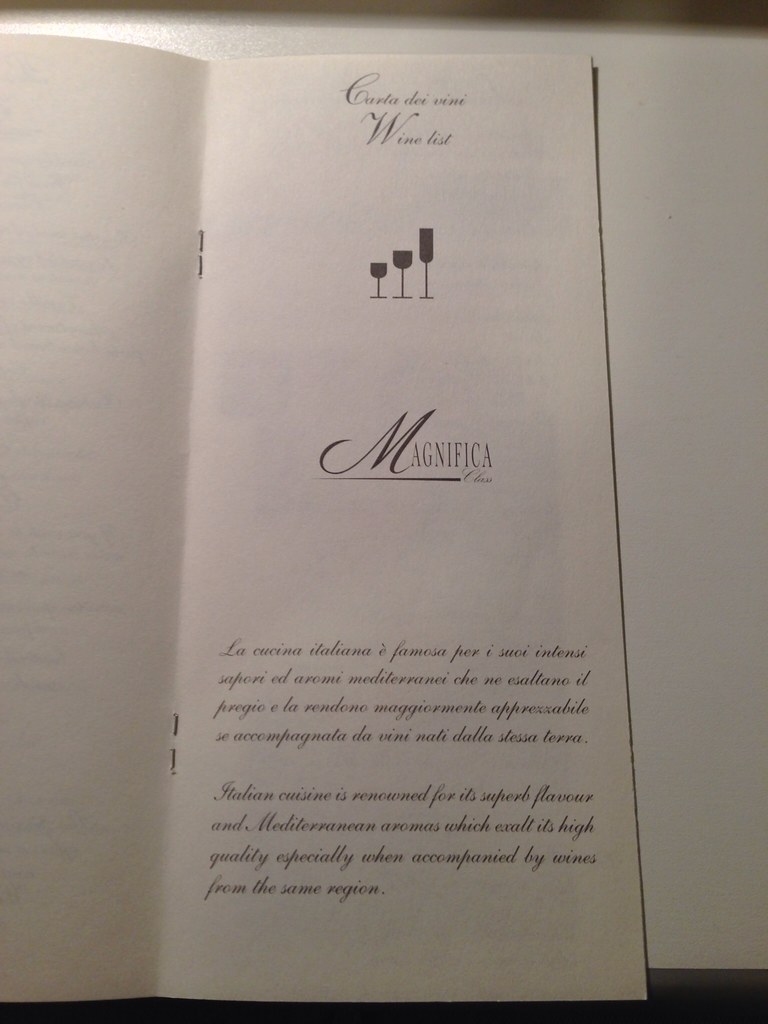 Carta dei vini
Wine list
MAGNIFICA
Class
La cucina italiana è famosa per i suoi intensi
sapori ed aromi mediterranei che ne esaltano il
pregio e la rendono maggiormente apprezzabile
se accompagnata da vini nati dalla stessa terra.
Italian cuisine is renowned for its superb flavour
and Mediterranean aromas which exalt its high
quality especially when accompanied by wines
from the same region.